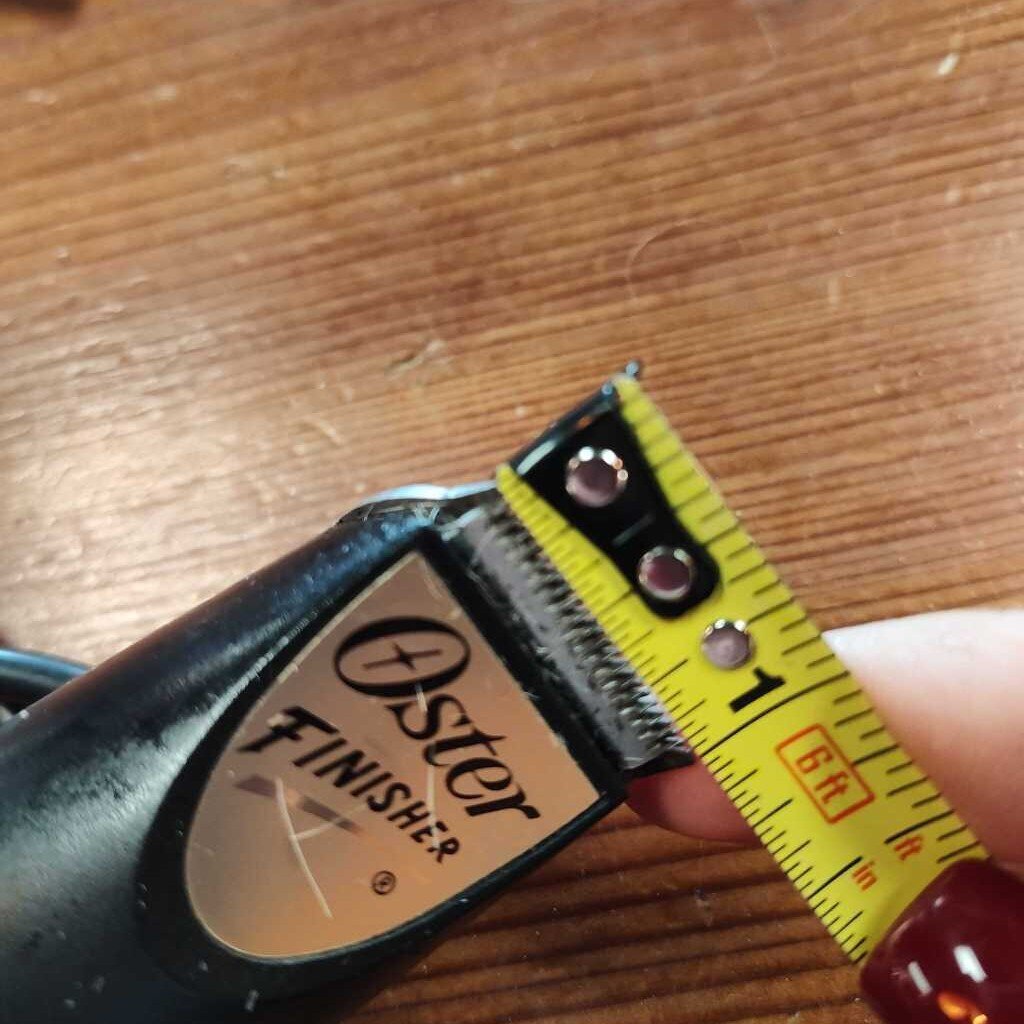 Oster
FINISHER
®
1
6ft
ft
in